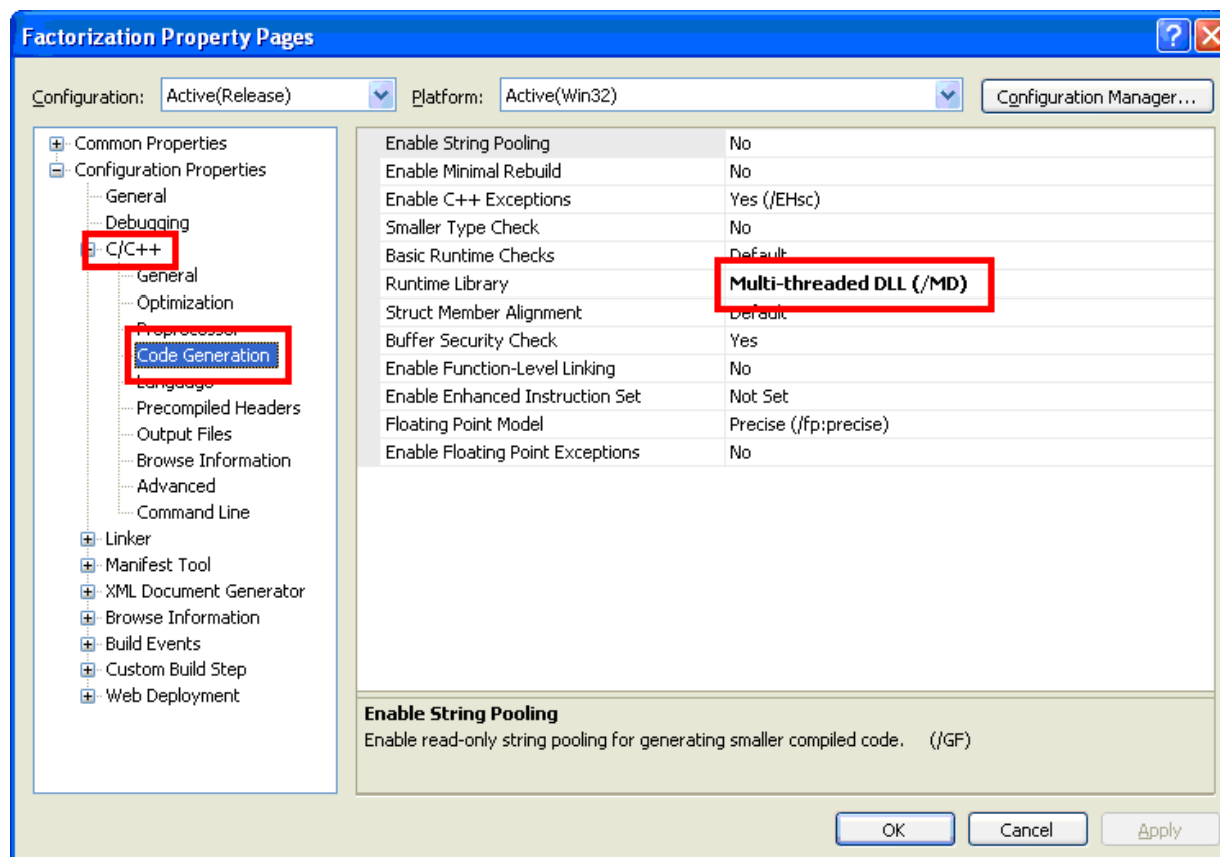 Factorization Property Pages
Configuration: Active(Release) Platform: Active(Win32) Configuration Manager...
Common Properties
Configuration Properties
General
Debugging
C/C++
General
Optimization
Preprocessor
Code Generation
Language
Precompiled Headers
Output Files
Browse Information
Advanced
Command Line
Linker
Manifest Tool
XML Document Generator
Browse Information
Build Events
Custom Build Step
Web Deployment
Enable String Pooling No
Enable Minimal Rebuild No
Enable C++ Exceptions Yes (/EHsc)
Smaller Type Check No
Basic Runtime Checks Default
Runtime Library Multi-threaded DLL (/MD)
Struct Member Alignment Default
Buffer Security Check Yes
Enable Function-Level Linking No
Enable Enhanced Instruction Set Not Set
Floating Point Model Precise (/fp:precise)
Enable Floating Point Exceptions No
Enable String Pooling
Enable read-only string pooling for generating smaller compiled code. (/GF)
OK Cancel Apply